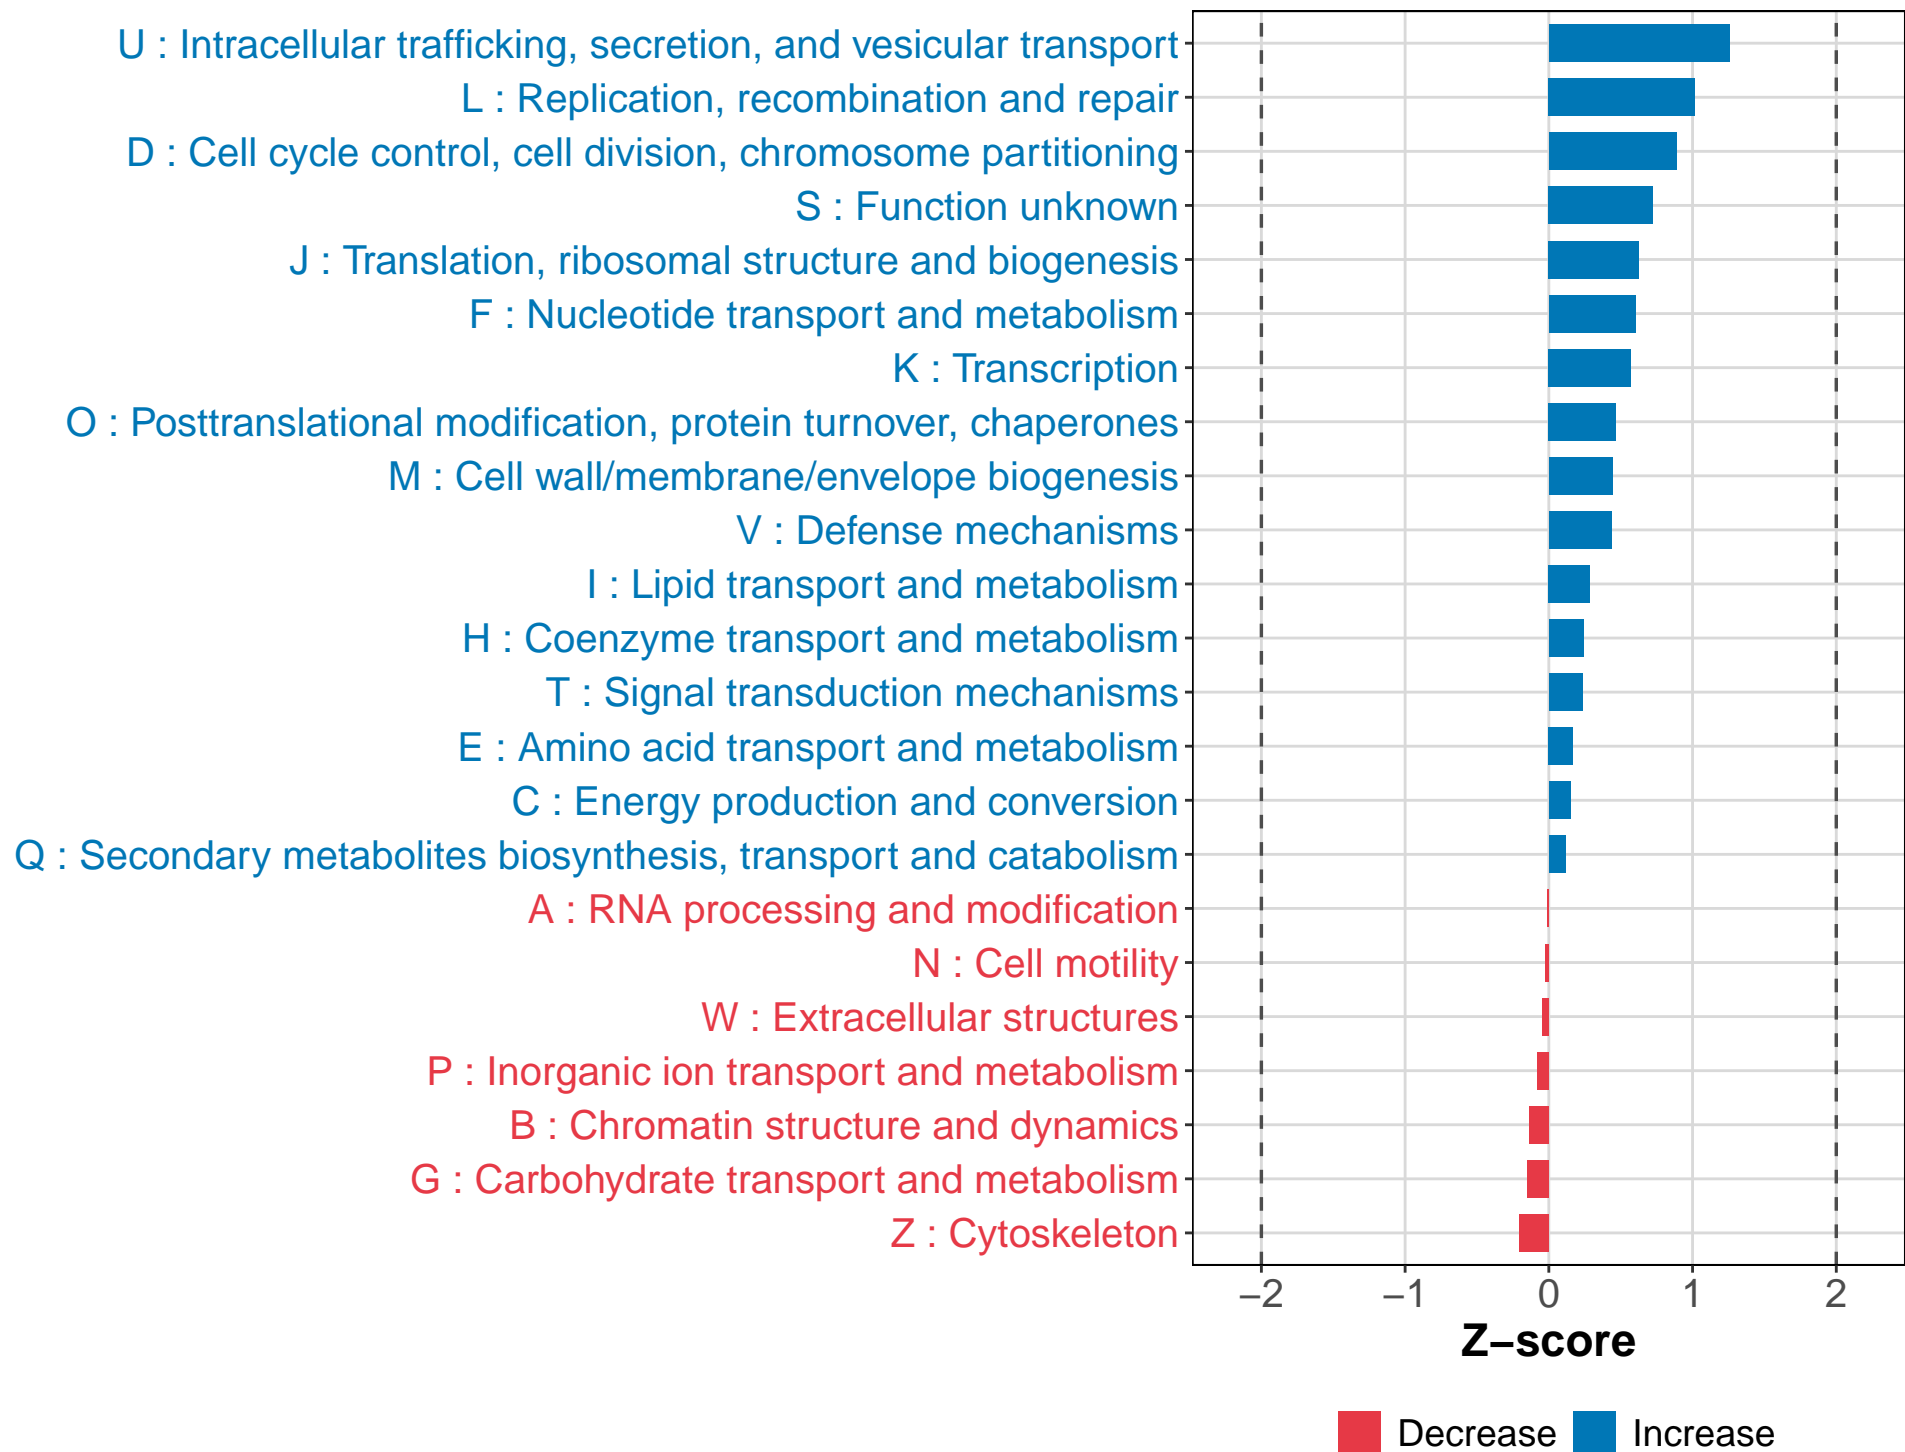 U : Intracellular trafficking, secretion, and vesicular transport
L : Replication, recombination and repair
D : Cell cycle control, cell division, chromosome partitioning
S : Function unknown
J : Translation, ribosomal structure and biogenesis
F : Nucleotide transport and metabolism
K : Transcription
O : Posttranslational modification, protein turnover, chaperones
M : Cell wall/membrane/envelope biogenesis
V : Defense mechanisms
I : Lipid transport and metabolism
H : Coenzyme transport and metabolism
T : Signal transduction mechanisms
E : Amino acid transport and metabolism
C : Energy production and conversion
Q : Secondary metabolites biosynthesis, transport and catabolism
A : RNA processing and modification
N : Cell motility
W : Extracellular structures
P : Inorganic ion transport and metabolism
B : Chromatin structure and dynamics
G : Carbohydrate transport and metabolism
Z : Cytoskeleton
−2 −1 0 1 2
Z−score
Decrease Increase